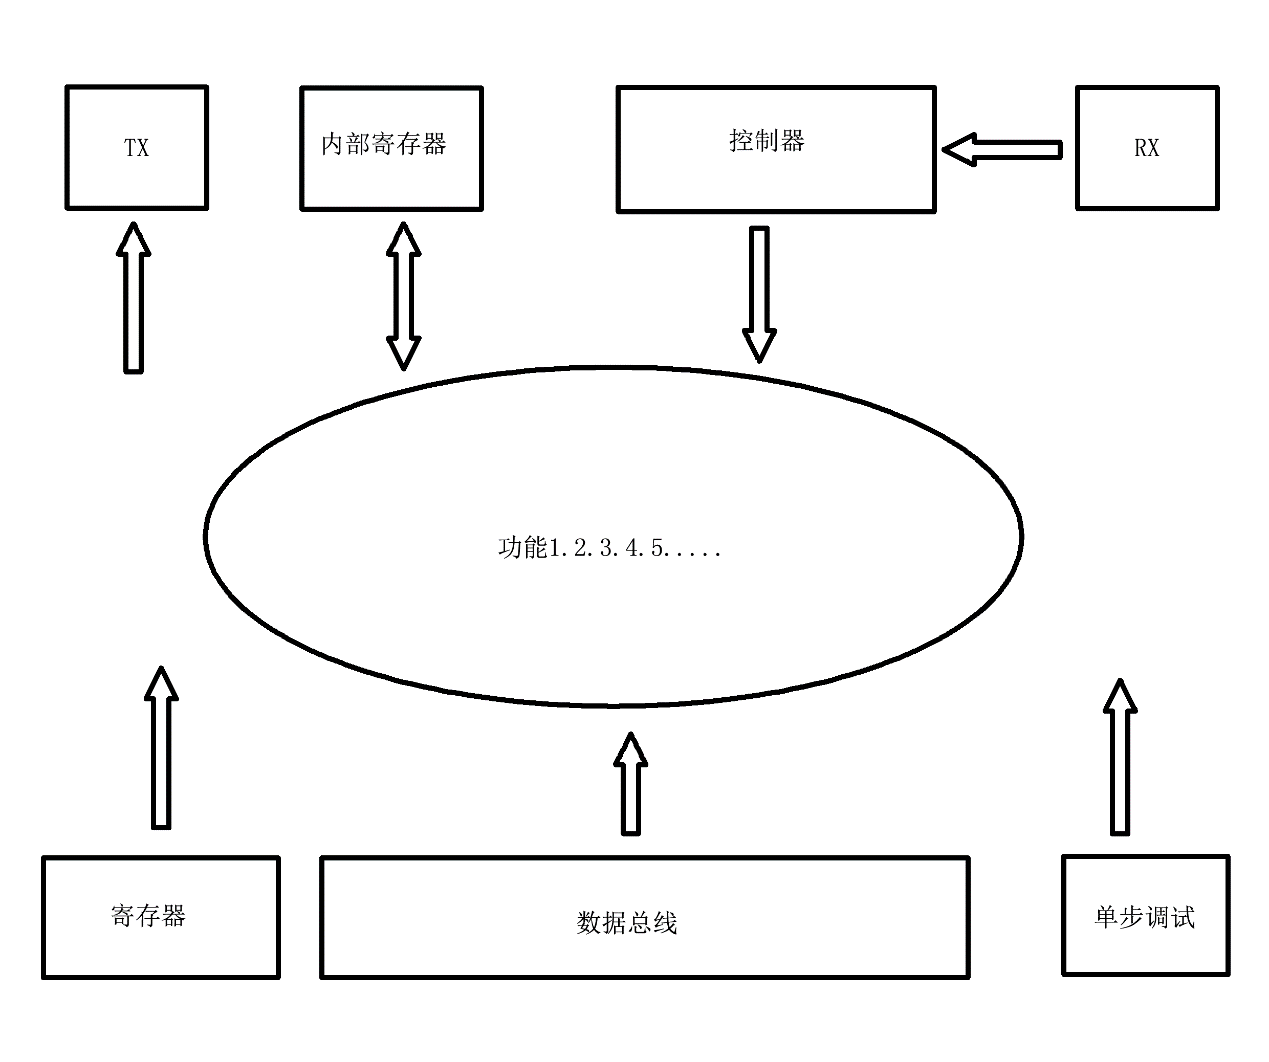 TX
内部寄存器
控制器
RX
功能1.2.3.4.5.....
寄存器
数据总线
单步调试